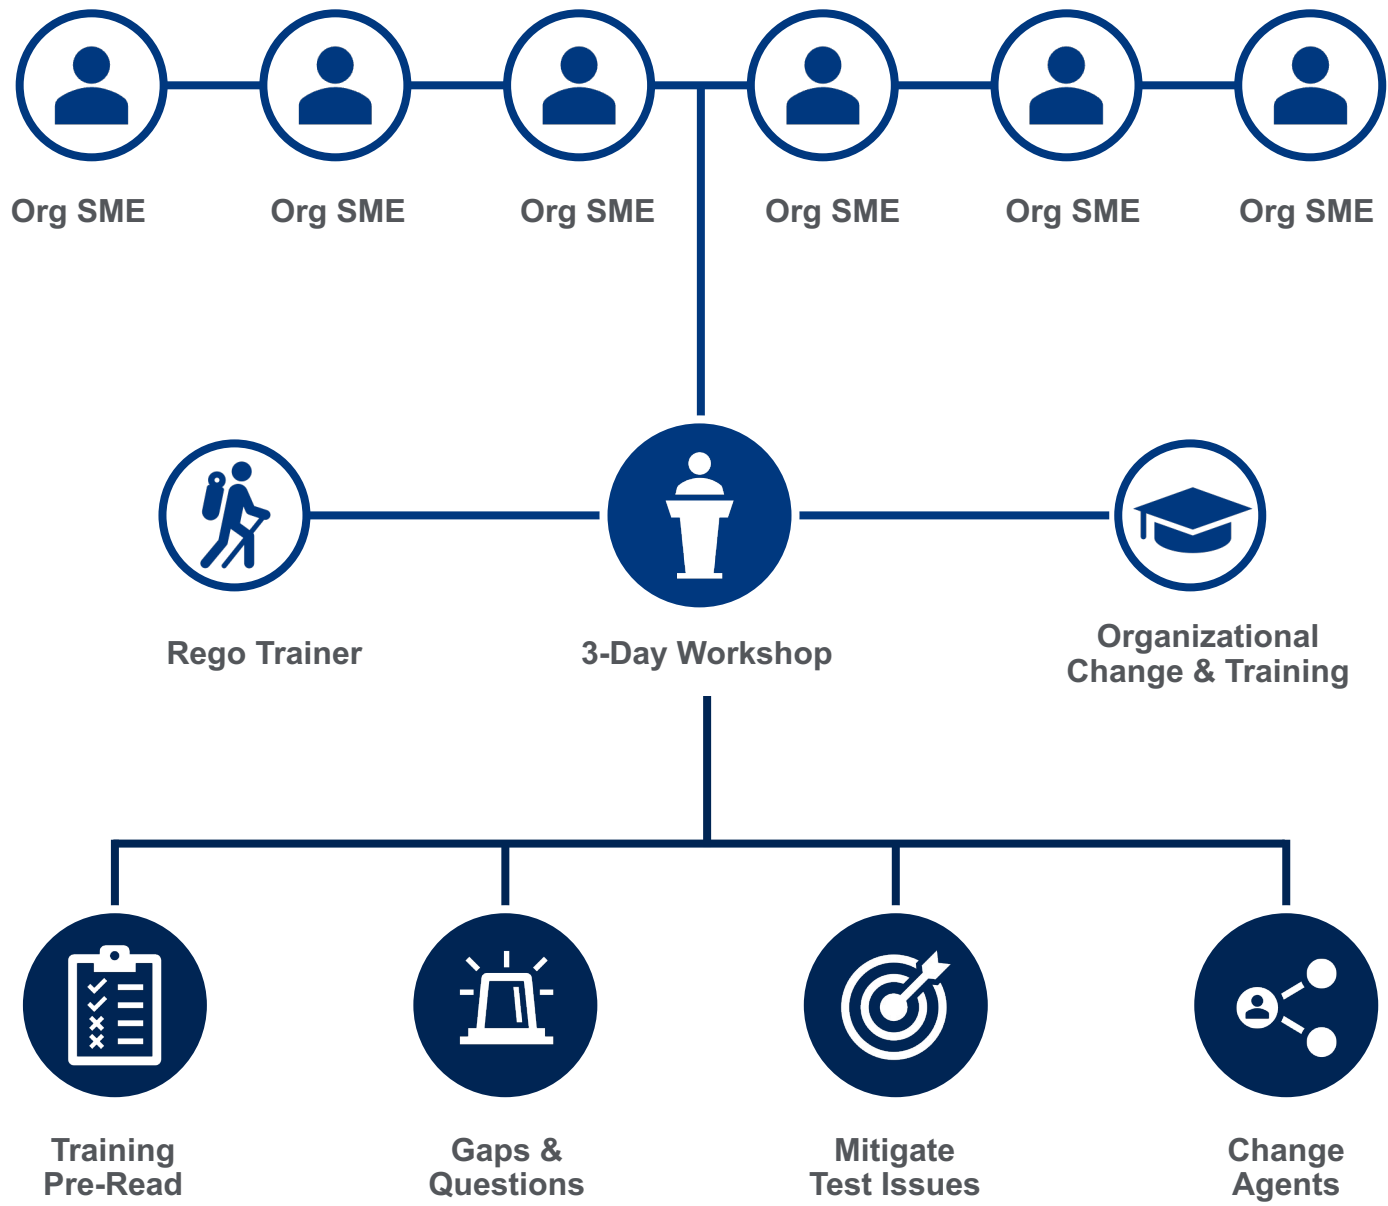 Org SME
Org SME
Org SME
Org SME
Org SME
Org SME
Rego Trainer
3-Day Workshop
Organizational
Change & Training
Training
Pre-Read
Gaps &
Questions
Mitigate
Test Issues
Change
Agents